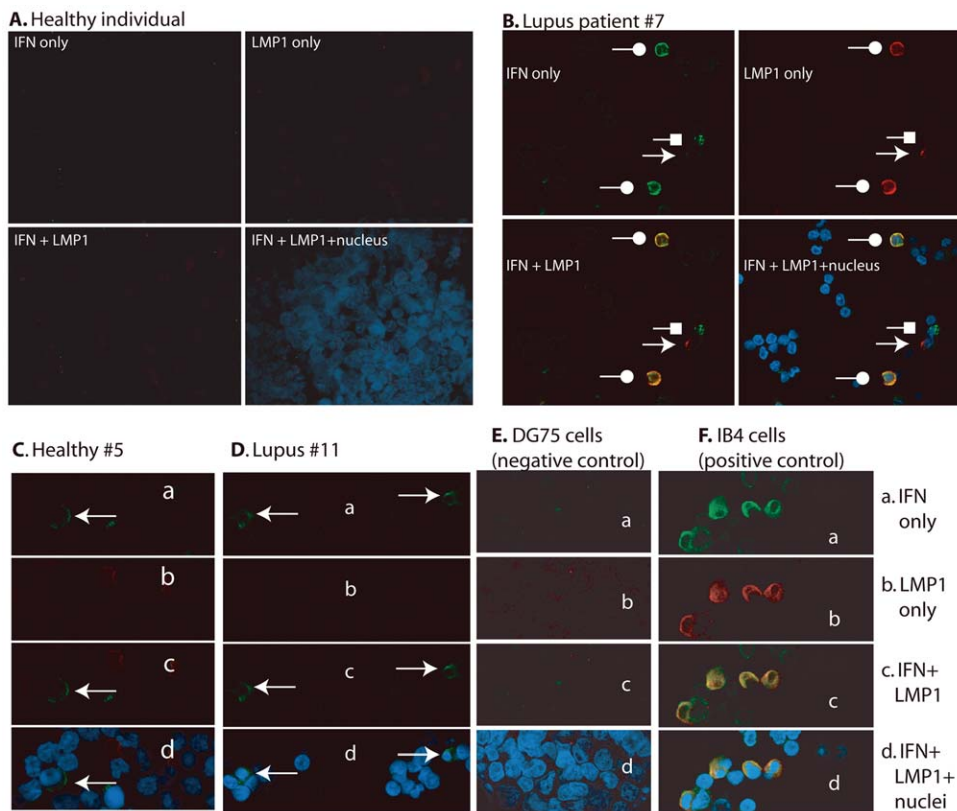 A. Healthy individual
IFN only
LMP1 only
IFN + LMP1
IFN + LMP1+nucleus
B. Lupus patient #7
IFN only
LMP1 only
IFN + LMP1
IFN + LMP1+nucleus
C. Healthy #5
a
b
c
d
D. Lupus #11
a
b
c
d
E. DG75 cells
(negative control)
a
b
c
d
F. IB4 cells
(positive control)
a
b
c
d
a. IFN
only
b. LMP1
only
c. IFN+
LMP1
d. IFN+
LMP1+
nuclei